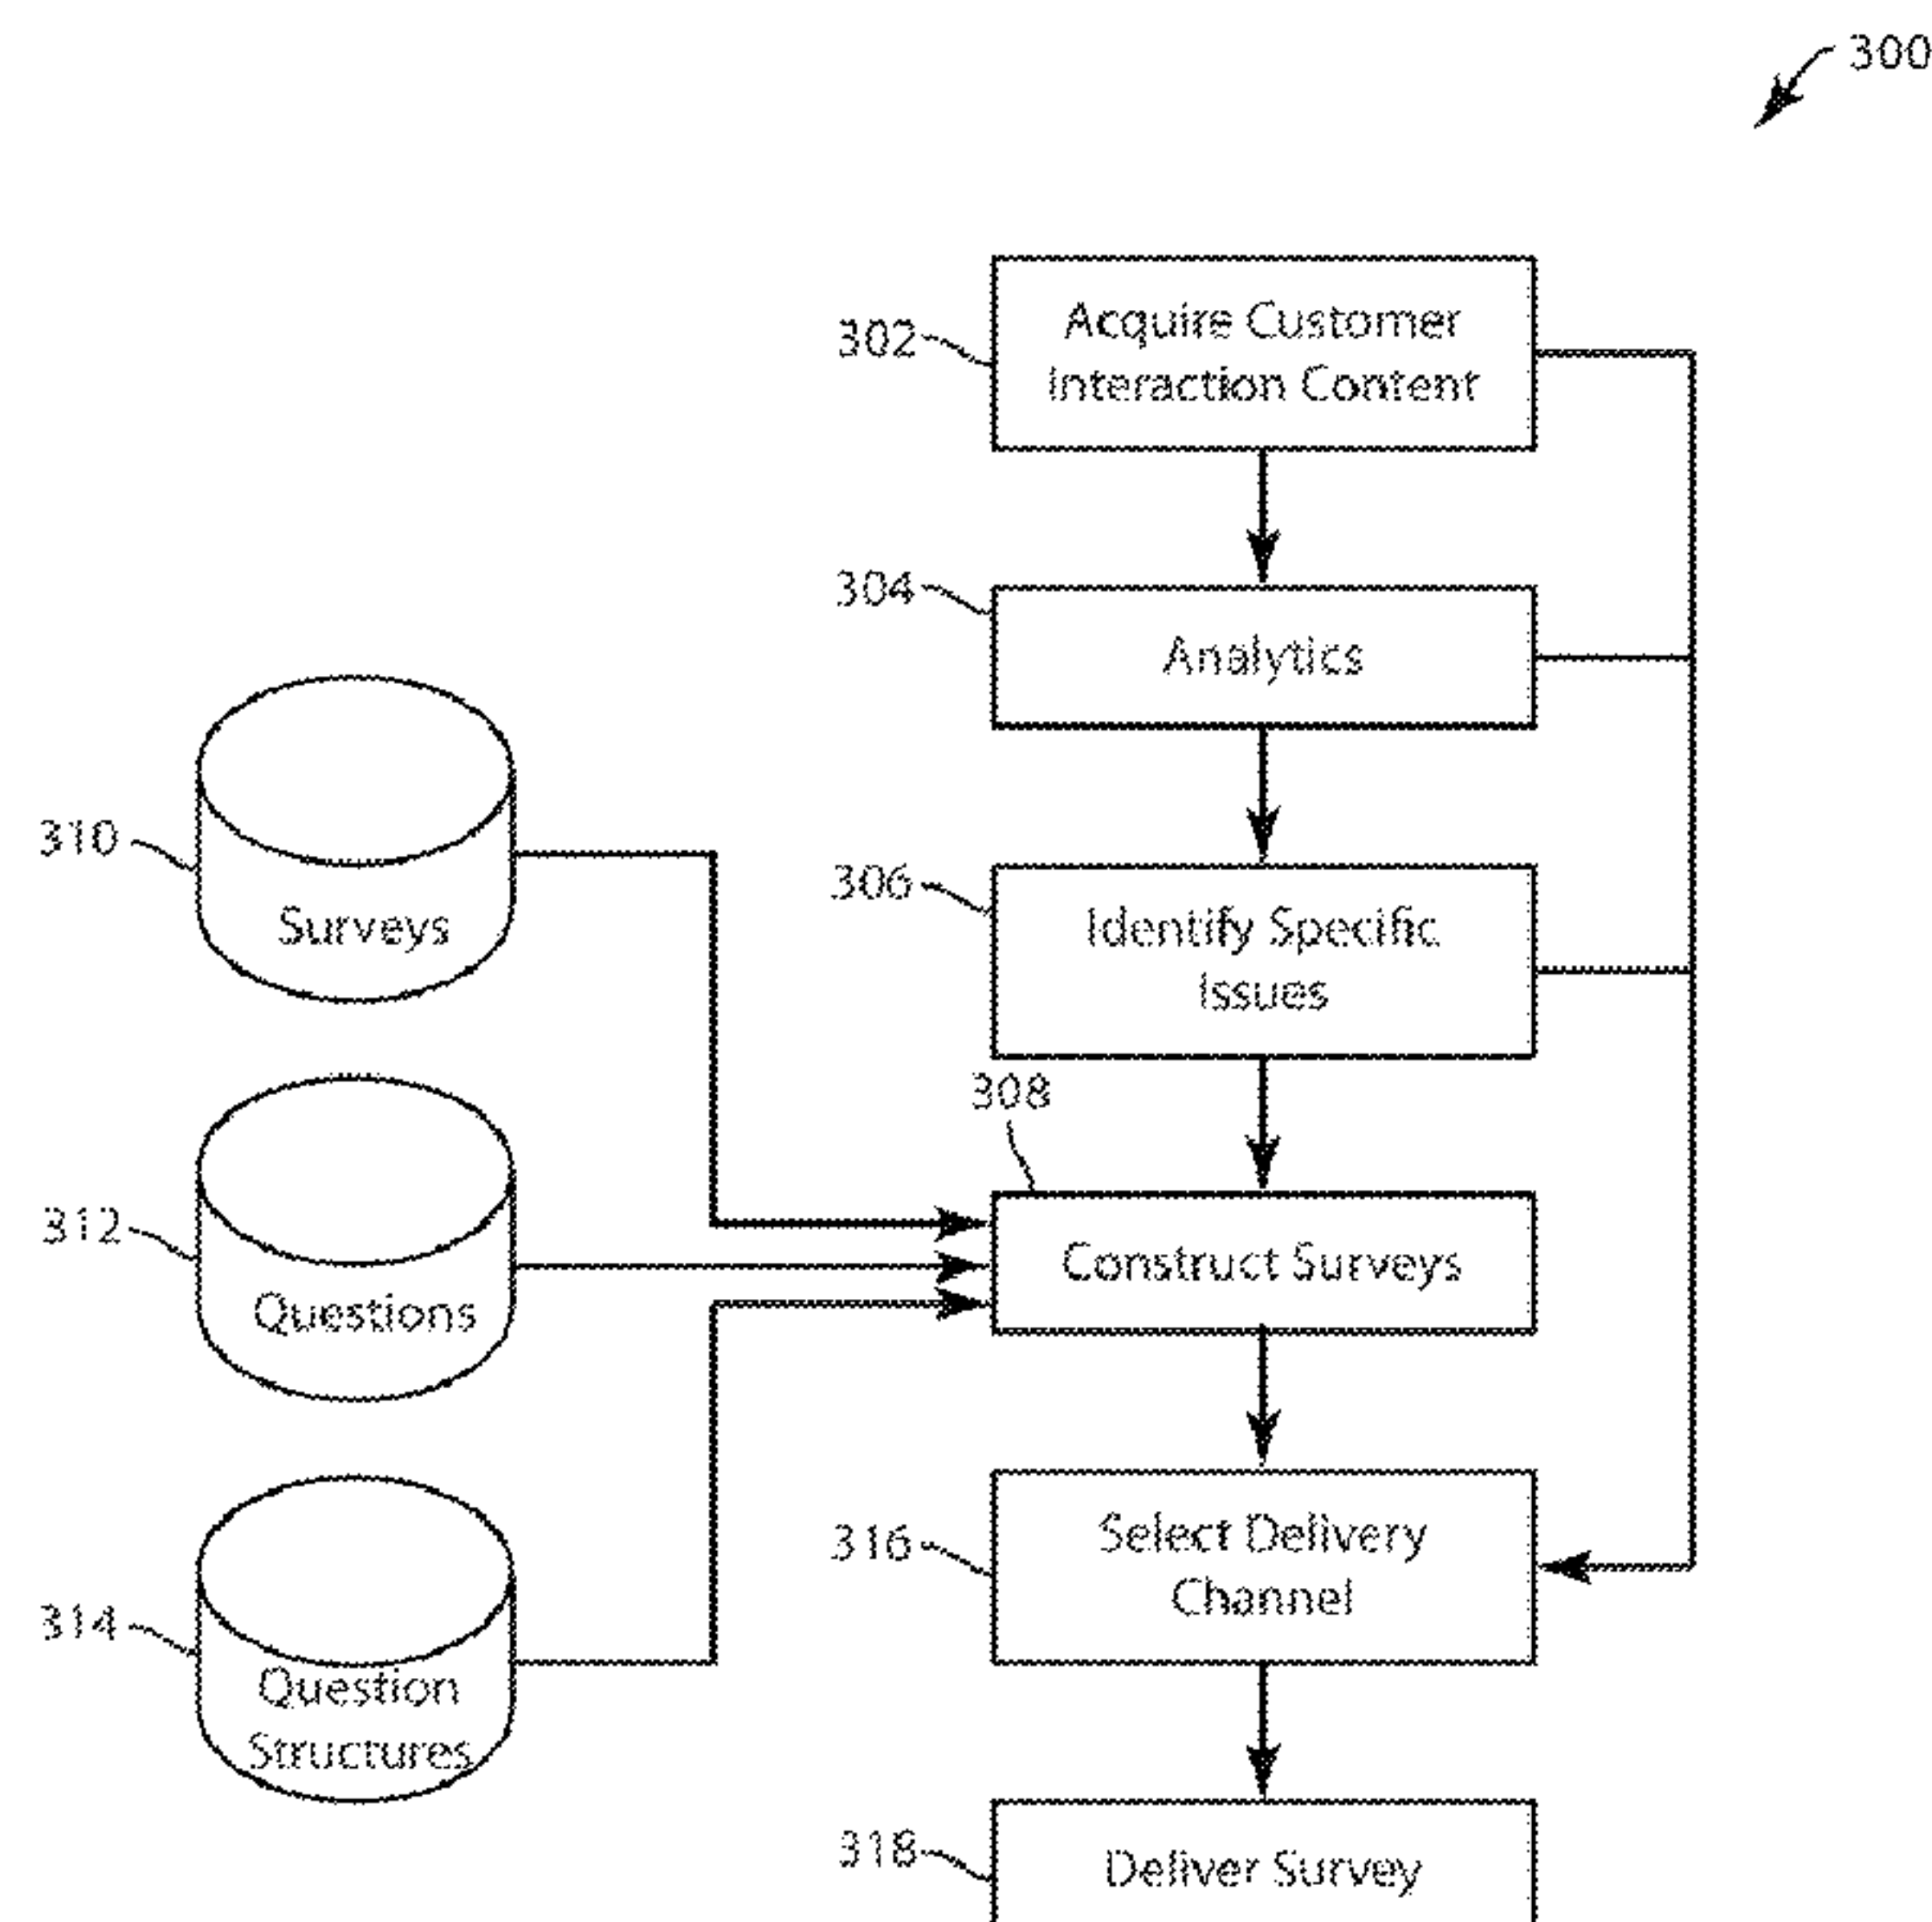 300
302
Acquire Customer
Interaction Content
304
Analytics
310
Surveys
306
Identify Specific
Issues
308
312
Questions
Construct Surveys
316
Select Delivery
Channel
314
Question
Structures
318
Deliver Survey